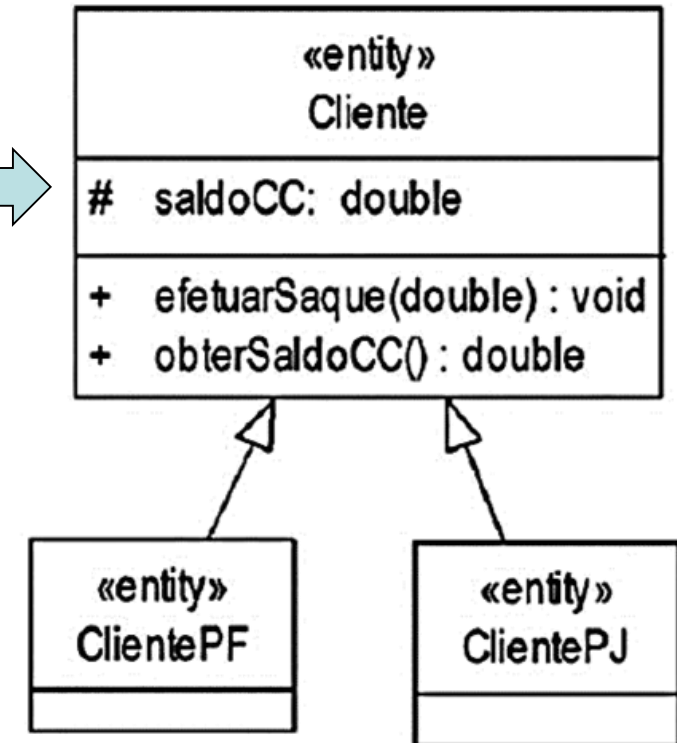 «entity»
Cliente
# saldoCC: double
+ efetuarSaque(double) : void
+ obterSaldoCC() : double
«entity»
ClientePF
«entity»
ClientePJ